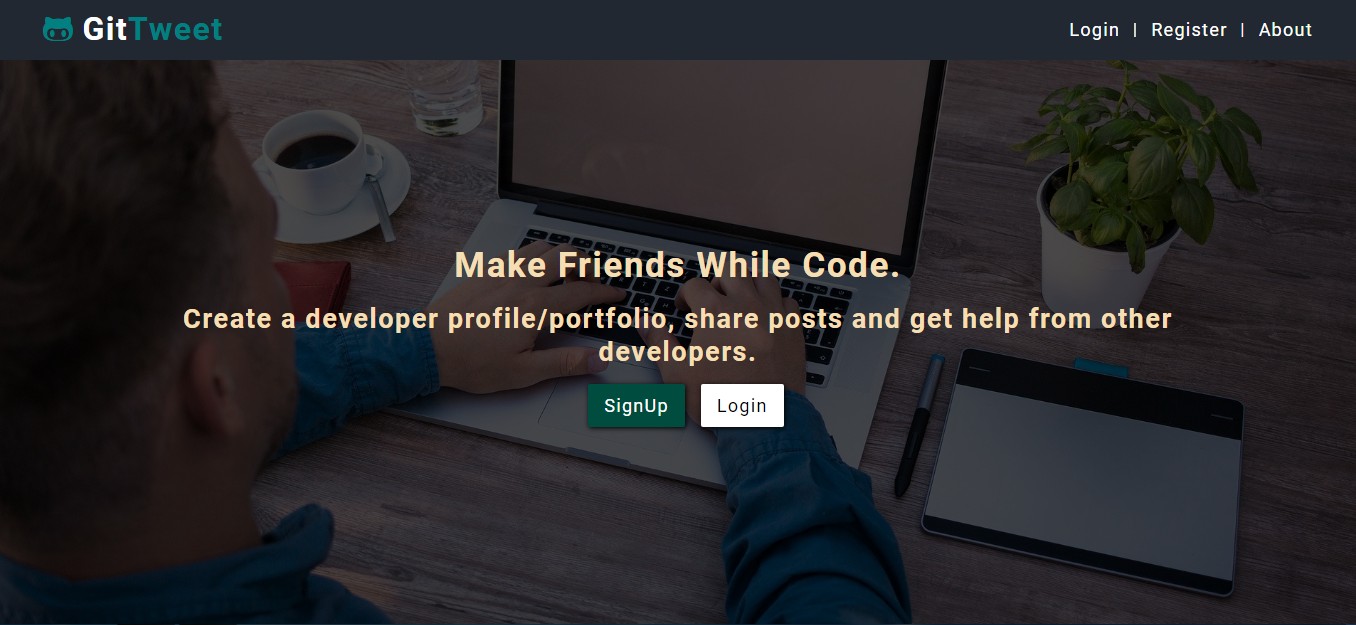 GitTweet
Login | Register | About
Make Friends While Code.
Create a developer profile/portfolio, share posts and get help from other
developers.
SignUp
Login